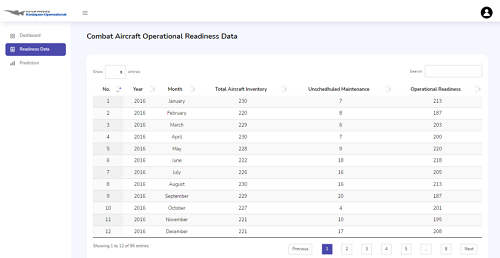 SISTEM PREDIKSI
Kesiapan Operasional
Dashboard
Readiness Data
Prediction
Combat Aircraft Operational Readiness Data
Show entries
Search:
No. Year Month Total Aircraft Inventory Unscheduled Maintenance Operational Readiness
1 2016 January 230 7 213
2 2016 February 220 8 187
3 2016 March 229 6 203
4 2016 April 230 7 200
5 2016 May 228 9 220
6 2016 June 222 18 218
7 2016 July 226 16 205
8 2016 August 230 16 213
9 2016 September 229 20 187
10 2016 October 227 4 201
11 2016 November 221 10 195
12 2016 December 221 17 208
Showing 1 to 12 of 96 entries
Previous 1 2 3 4 5 ... 8 Next